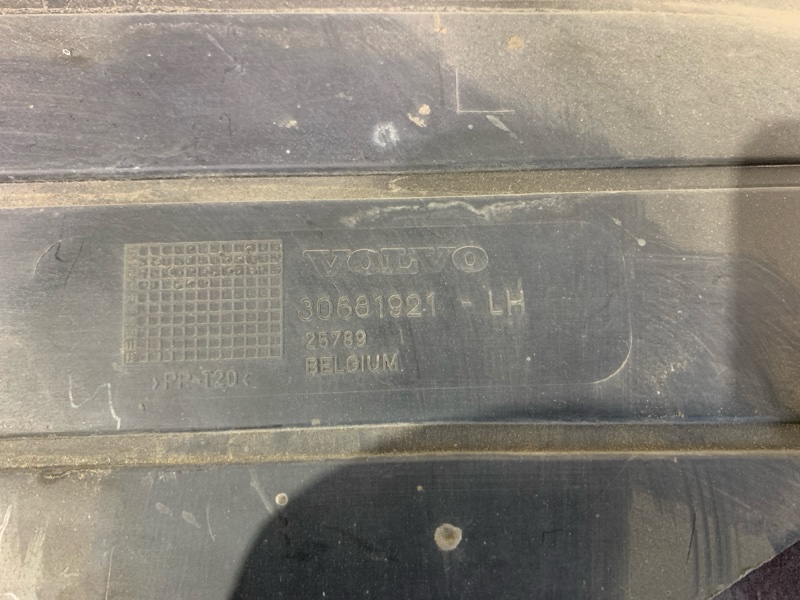 VOLVO
30681921 - LH
25789
BELGIUM
>PP-T20<